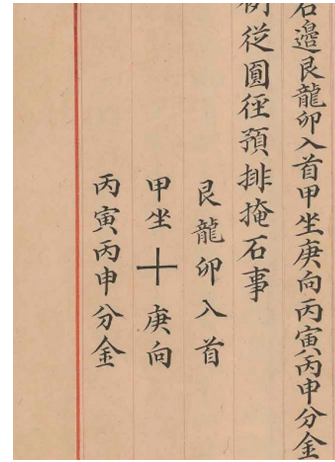 右邊艮龍卯入首甲坐庚向丙寅丙申分金
例從圓徑預排掩石事
艮龍卯入首
甲坐十庚向
丙寅丙申分金